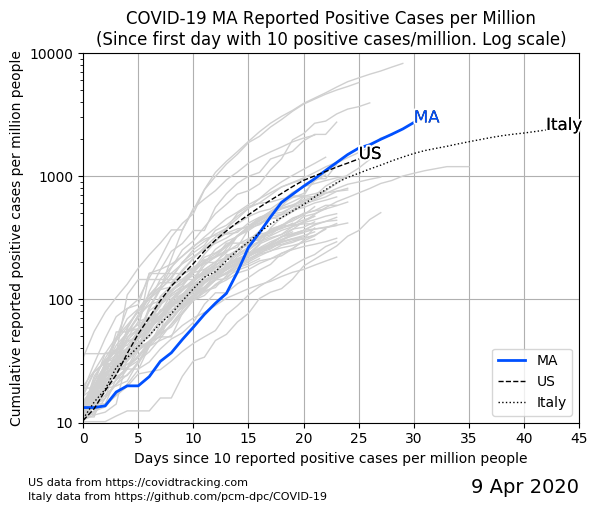 COVID-19 MA Reported Positive Cases per Million
(Since first day with 10 positive cases/million. Log scale)
Cumulative reported positive cases per million people
10000
1000
100
10
MA
Italy
US
MA
US
Italy
0 5 10 15 20 25 30 35 40 45
Days since 10 reported positive cases per million people
US data from https://covidtracking.com
Italy data from https://github.com/pcm-dpc/COVID-19
9 Apr 2020